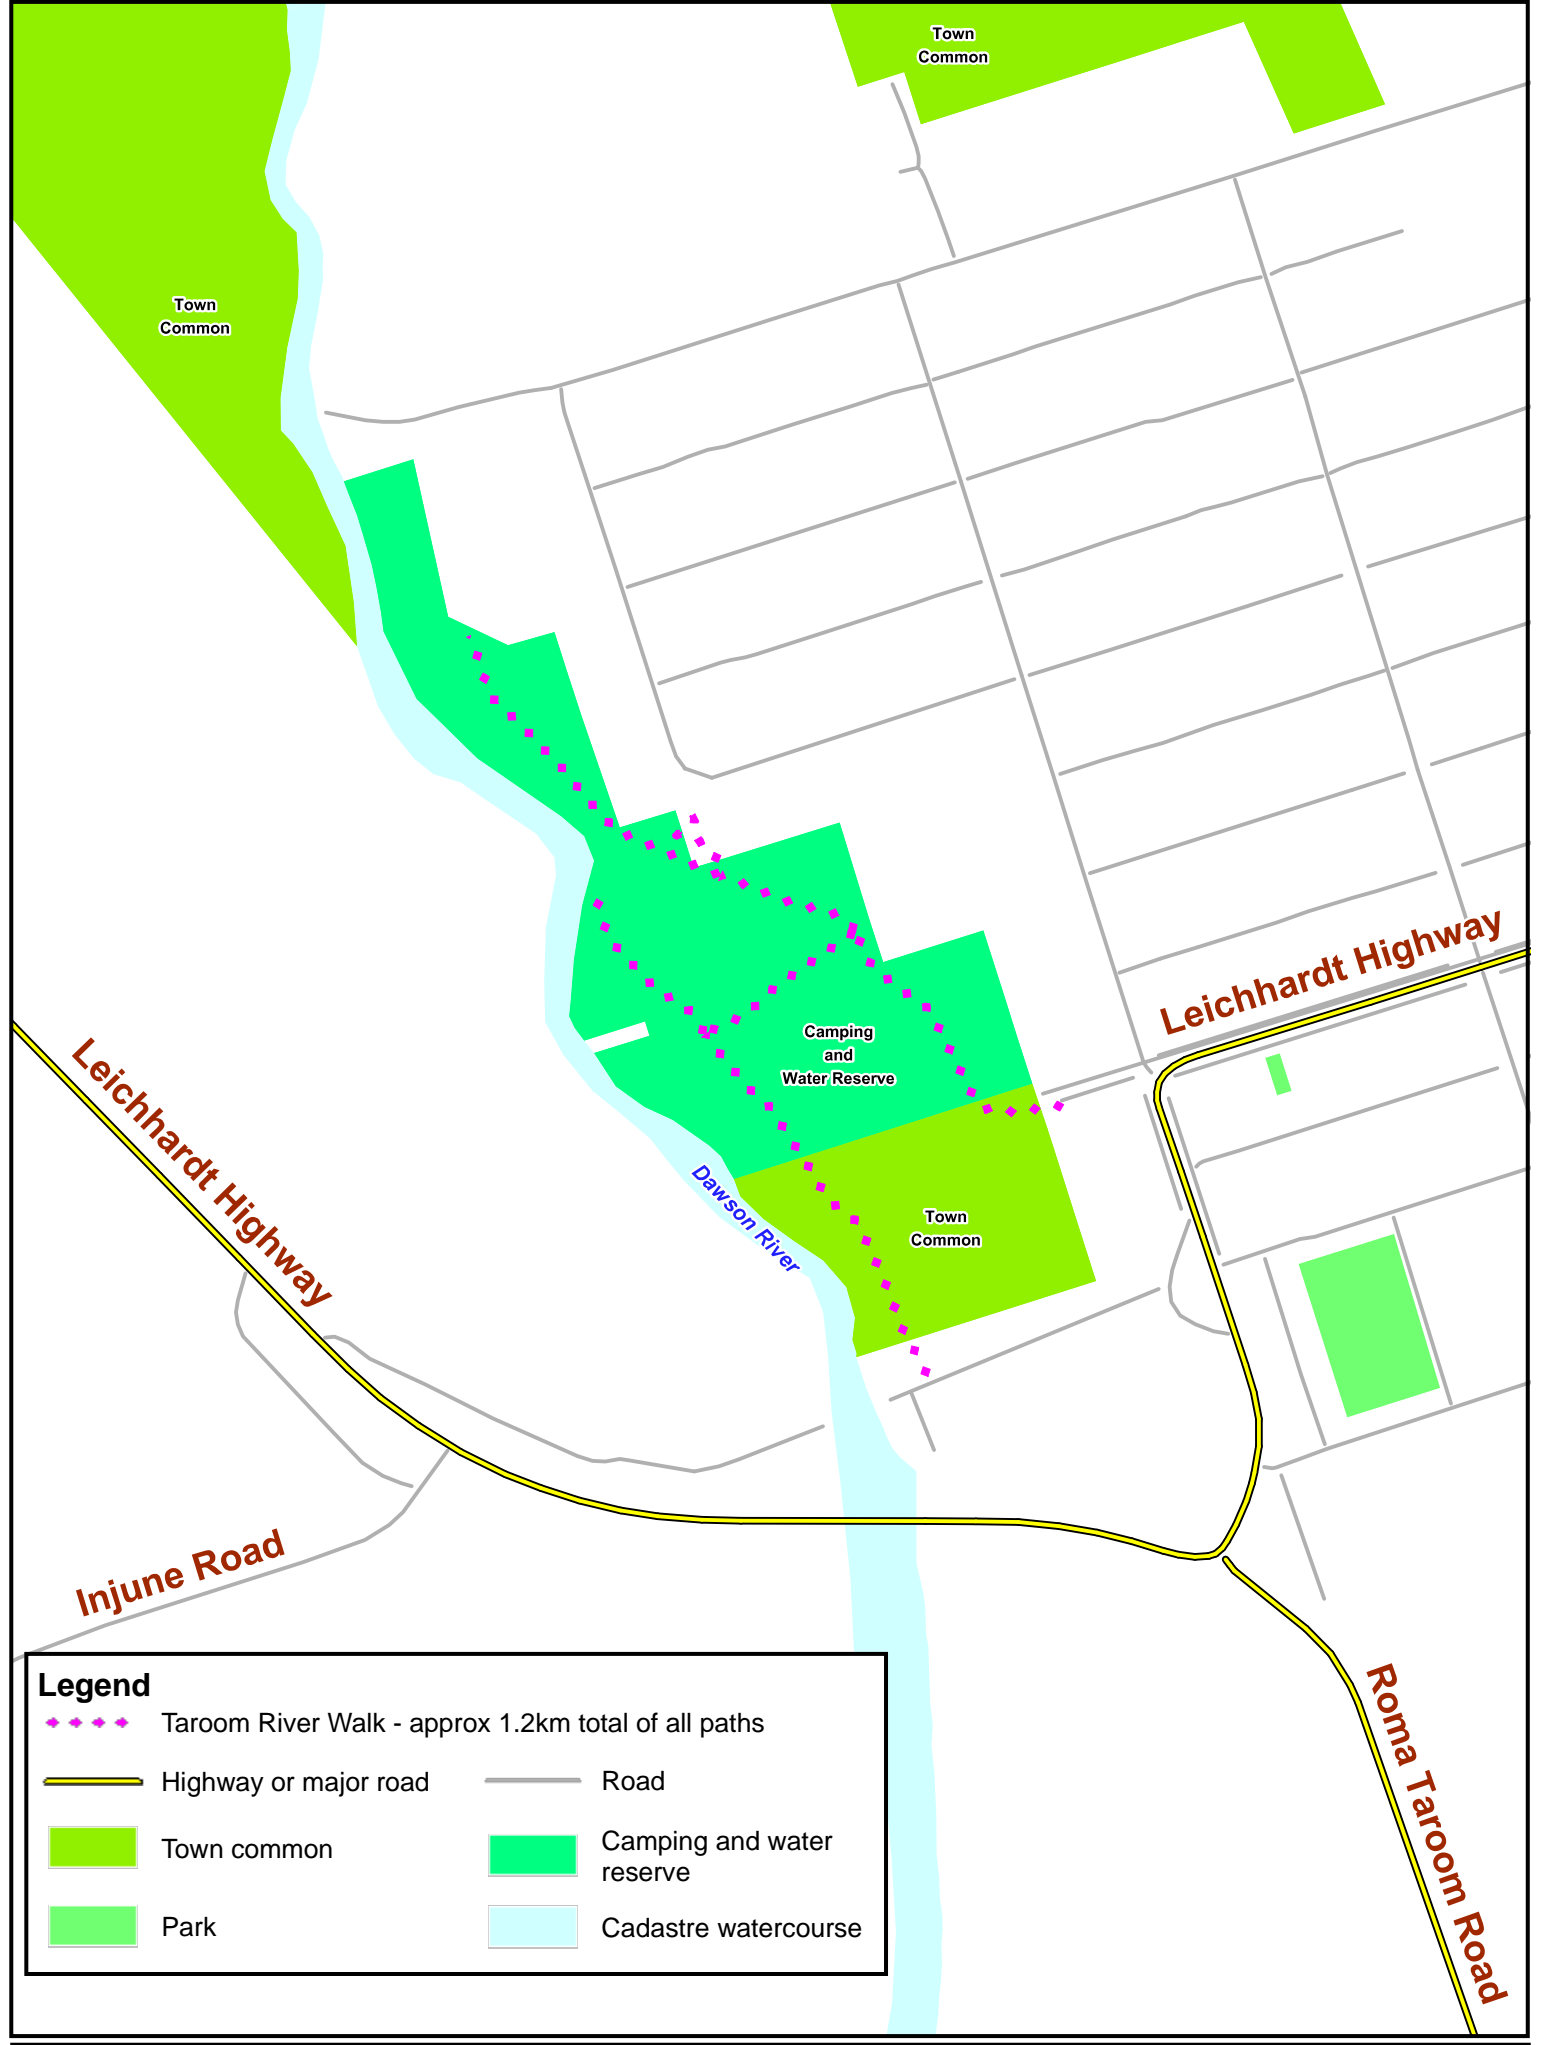 Town
Common
Town
Common
Leichhardt Highway
Camping
and
Water Reserve
Leichhardt Highway
Dawson River
Town
Common
Injune Road
Roma Taroom Road
Legend
Taroom River Walk - approx 1.2km total of all paths
Highway or major road
Road
Town common
Camping and water
reserve
Park
Cadastre watercourse